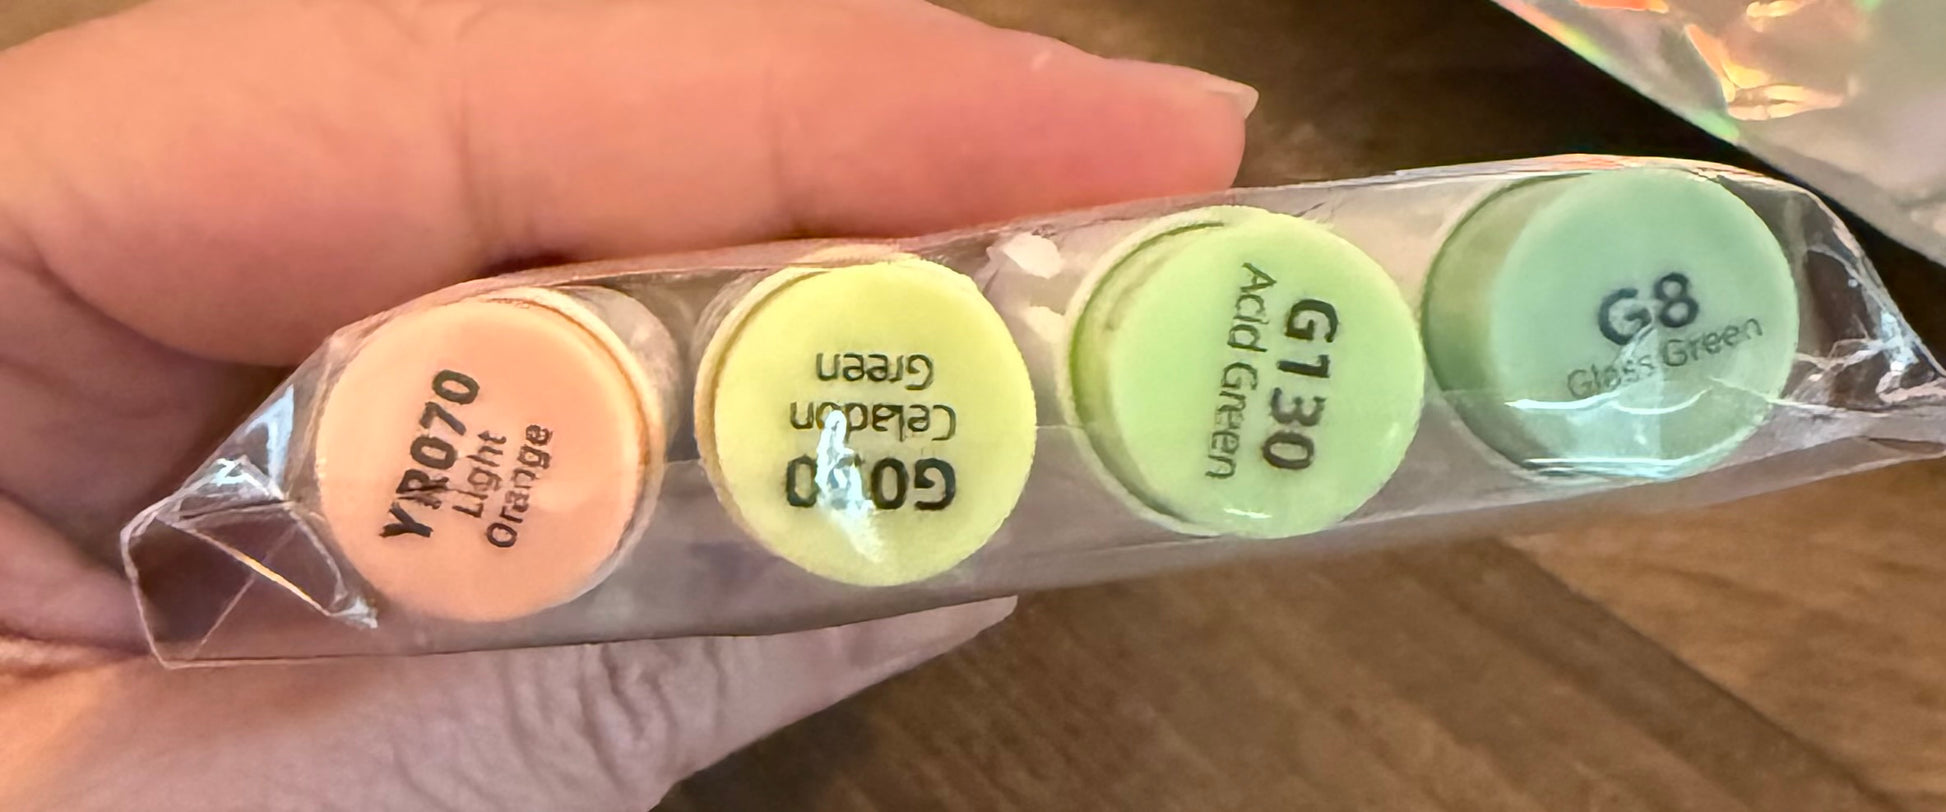 YR070
Light
Orange
Celadon
Green
G130
Acid Green
G8
Glass Green